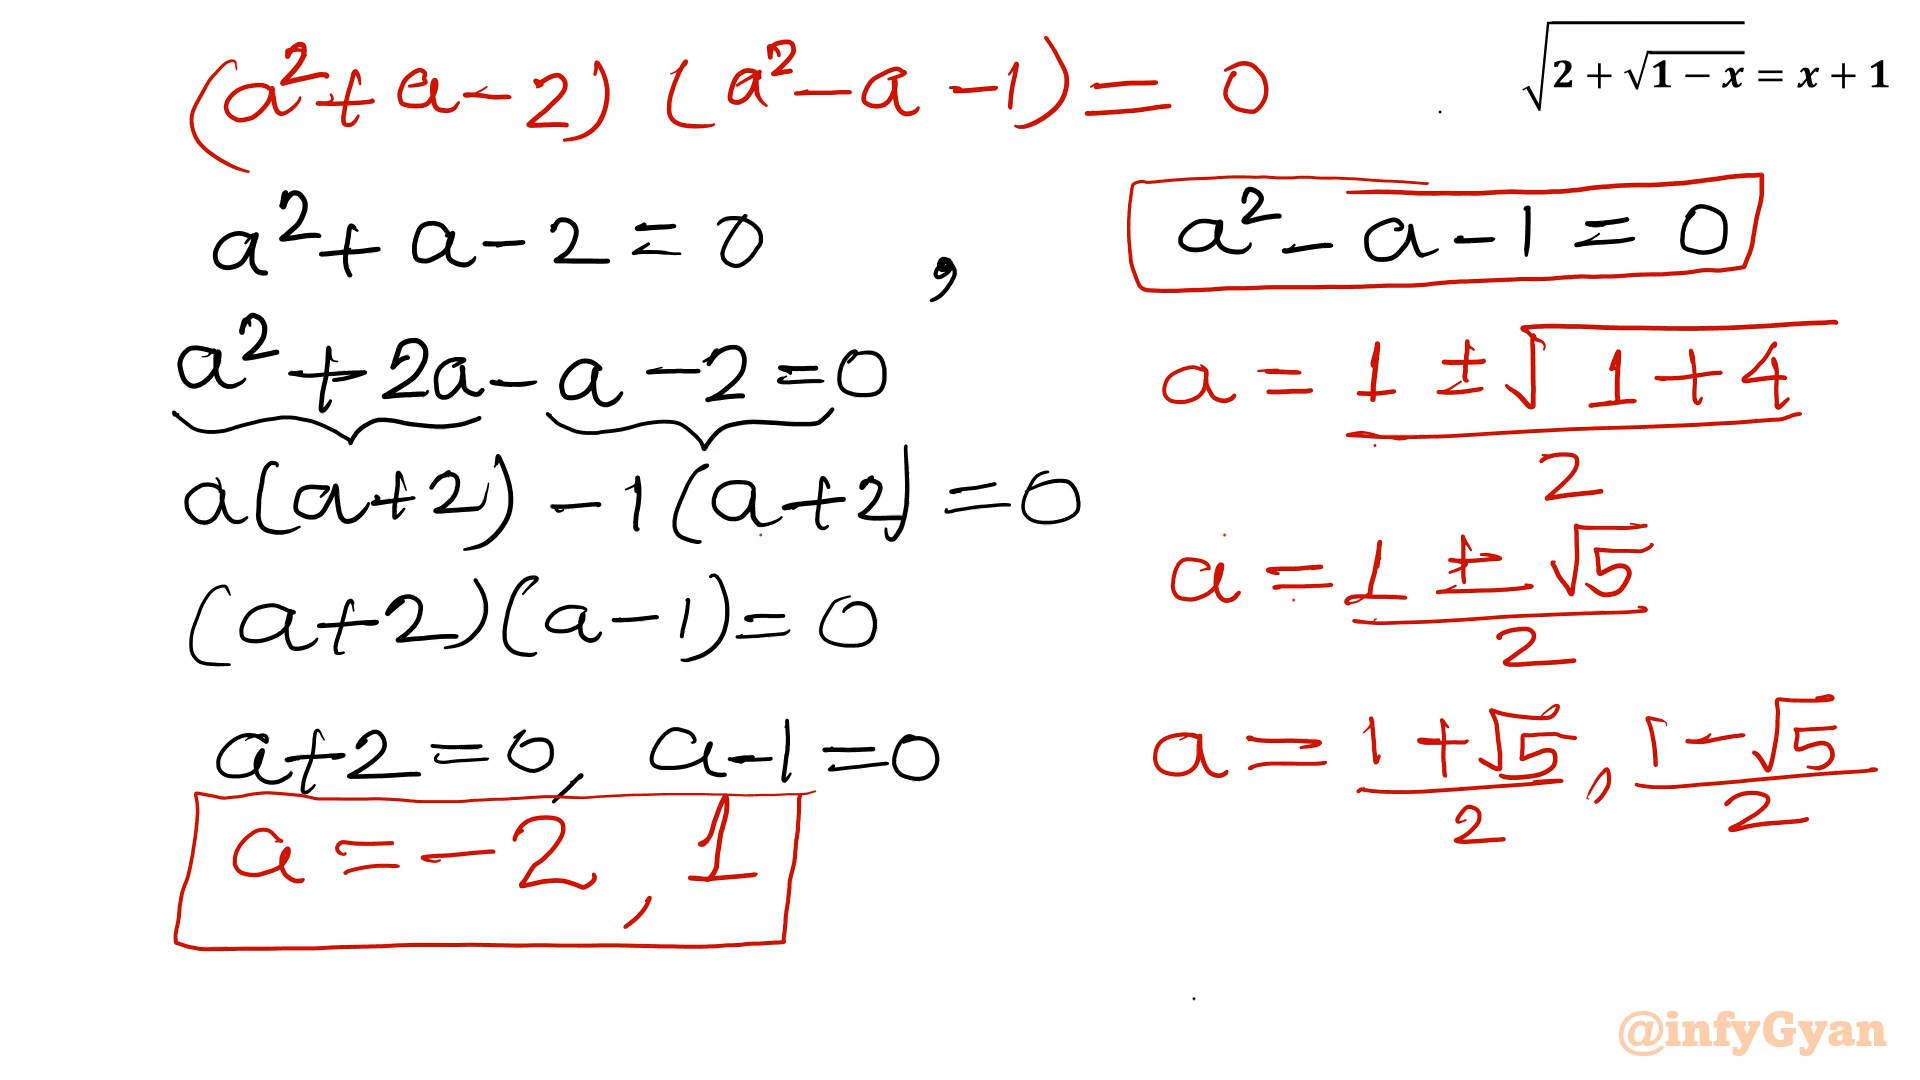 (a² + a - 2) (a² - a - 1) = 0
√(2 + √(1 − x)) = x + 1
a² + a - 2 = 0 ,
a² + 2a - a - 2 = 0
a(a+2) - 1(a+2) = 0
(a+2)(a-1) = 0
a+2=0, a-1=0
a = -2, 1
a² - a - 1 = 0
a = (1 ± √(1+4))/2
a = (1 ± √5)/2
a = (1+√5)/2, (1-√5)/2
@infyGyan